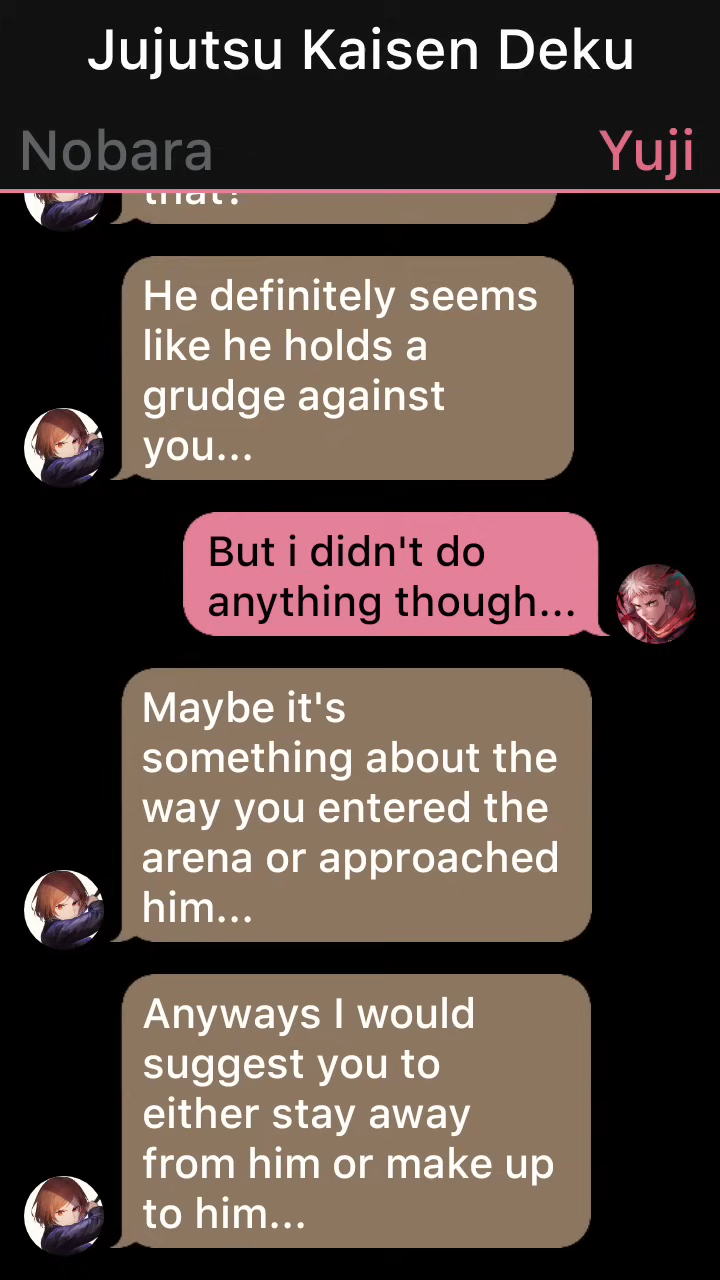 Jujutsu Kaisen Deku
Nobara
Yuji
that?
He definitely seems
like he holds a
grudge against
you...
But i didn't do
anything though...
Maybe it's
something about the
way you entered the
arena or approached
him...
Anyways I would
suggest you to
either stay away
from him or make up
to him...